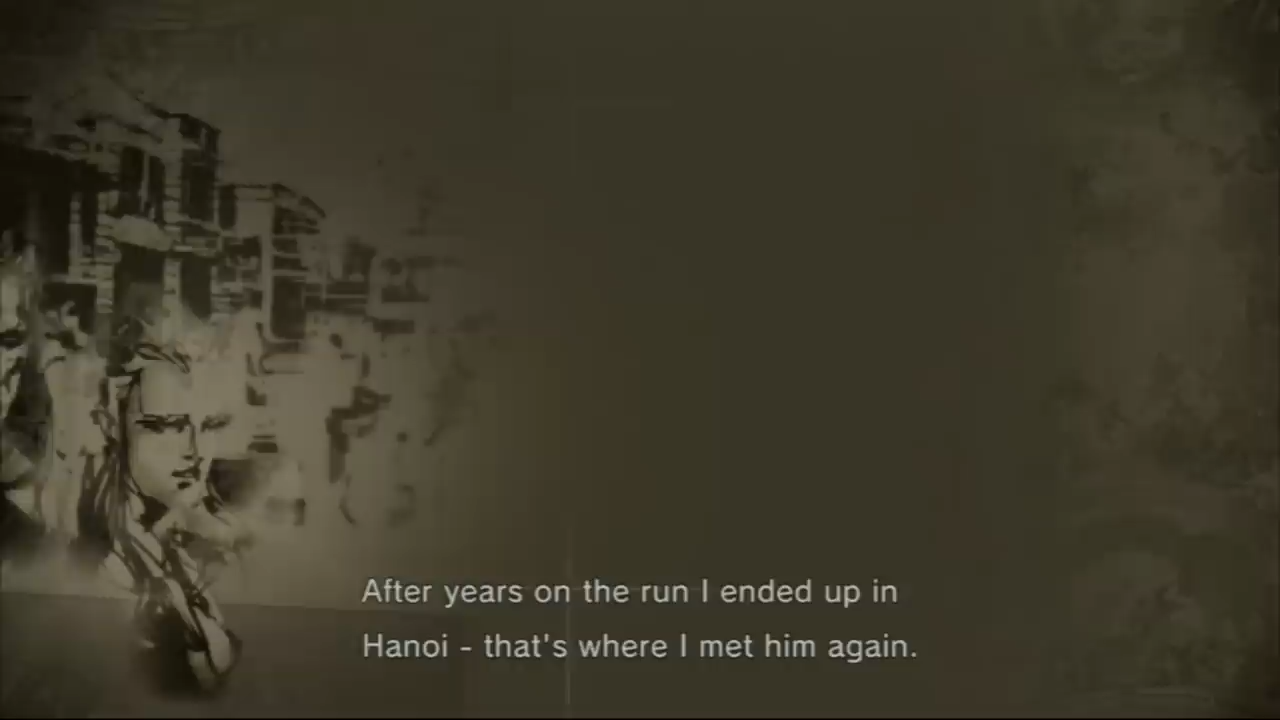 After years on the run I ended up in
Hanoi - that's where I met him again.